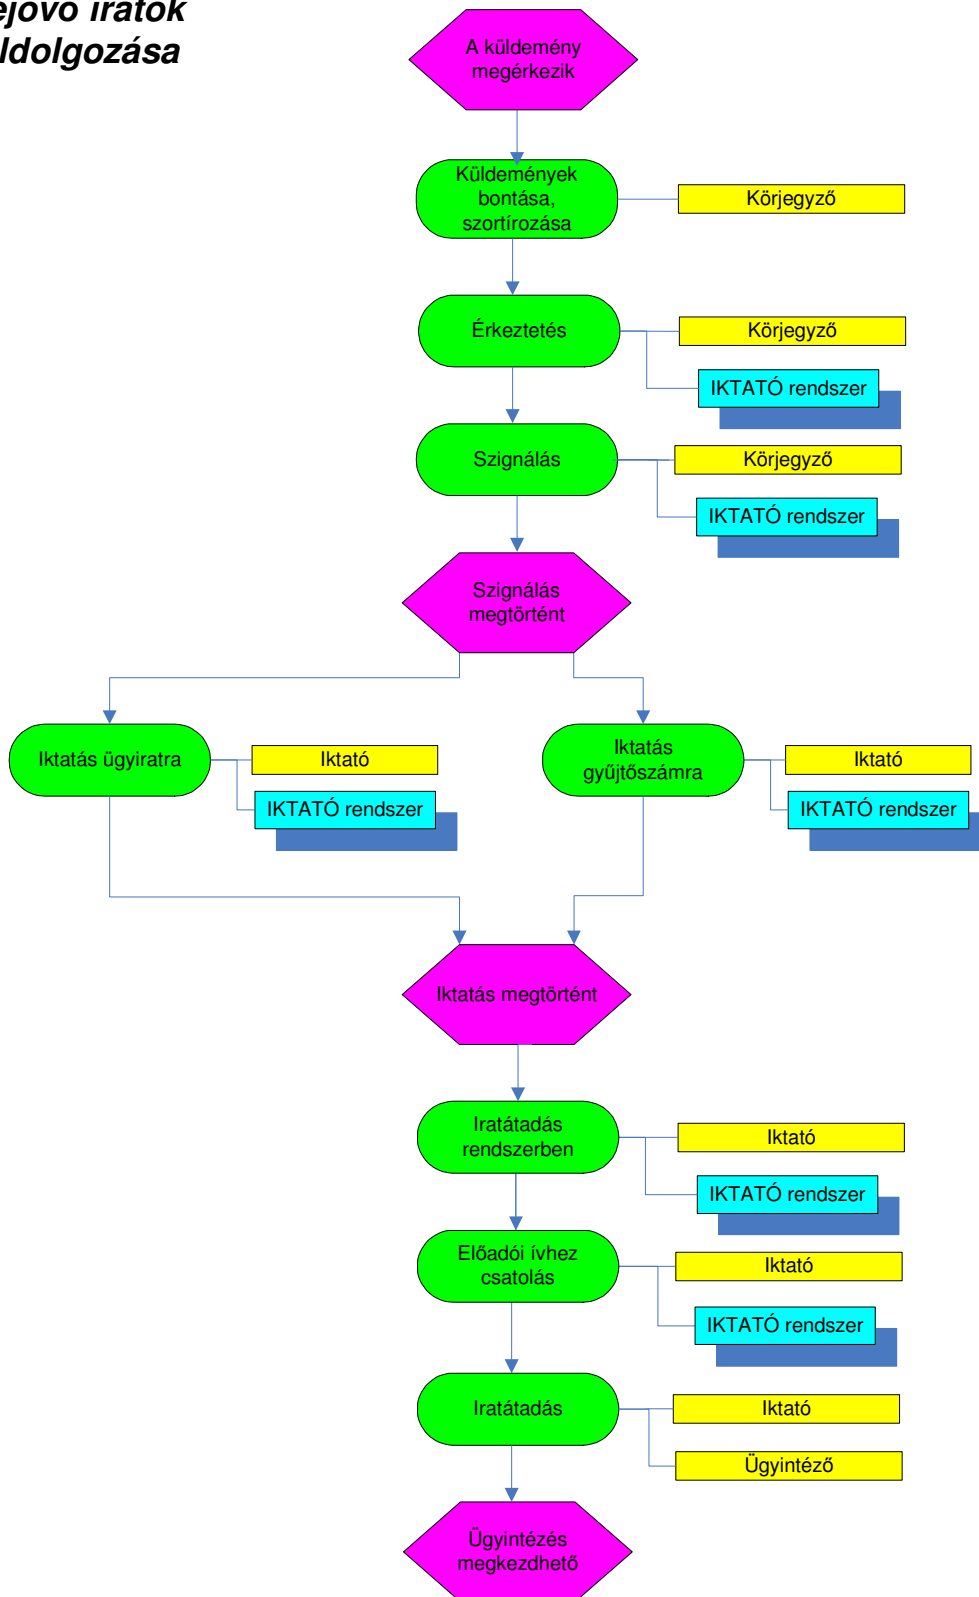 iratok
A küldemény
megérkezik
Küldemények
bontása,
szortírozása
Körjegyző
Érkeztetés
Körjegyző
IKTATÓ rendszer
Szignálás
Körjegyző
IKTATÓ rendszer
Szignálás
megtörtént
Iktatás ügyiratra
Iktató
IKTATÓ rendszer
Iktatás
gyűjtőszámra
Iktató
IKTATÓ rendszer
Iktatás megtörtént
Iratátadás
rendszerben
Iktató
IKTATÓ rendszer
Előadói ívhez
csatolás
Iktató
IKTATÓ rendszer
Iratátadás
Iktató
Ügyintéző
Ügyintézés
megkezdhető